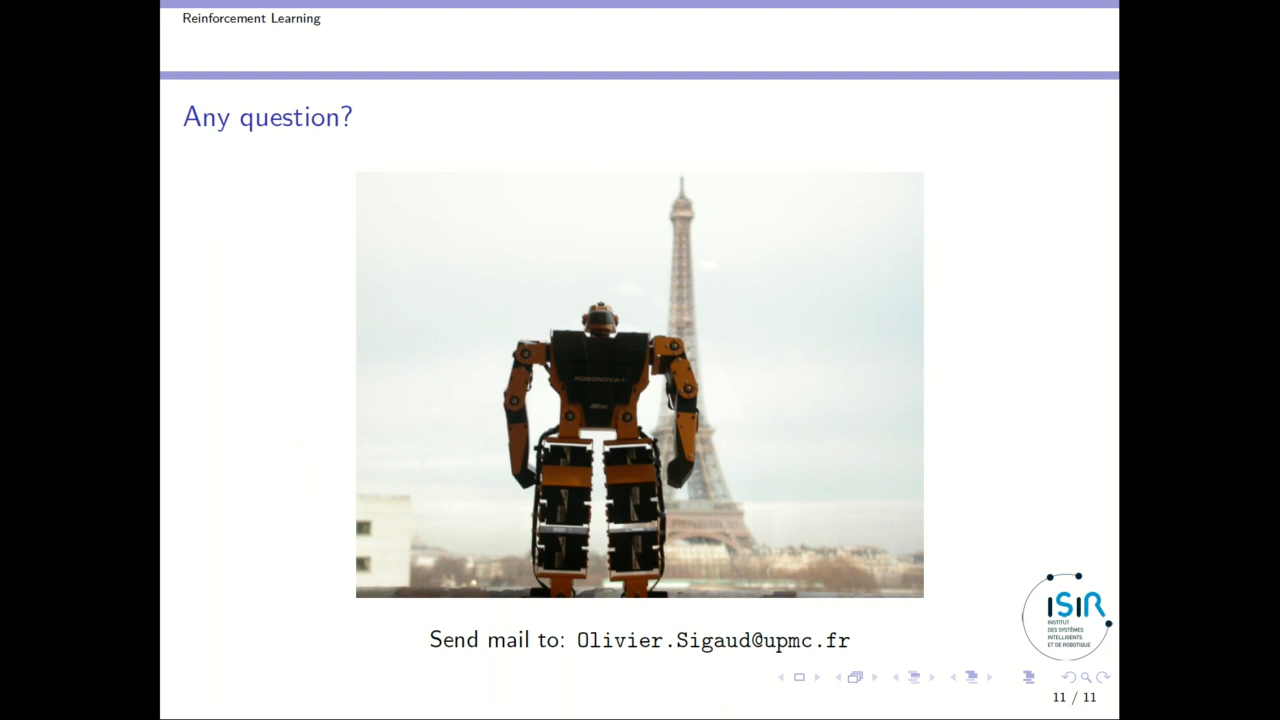 Reinforcement Learning
Any question?
ROBONOVA-I
Send mail to: Olivier.Sigaud@upmc.fr
ISIR
INSTITUT
DES SYSTÈMES
INTELLIGENTS
ET DE ROBOTIQUE
11 / 11